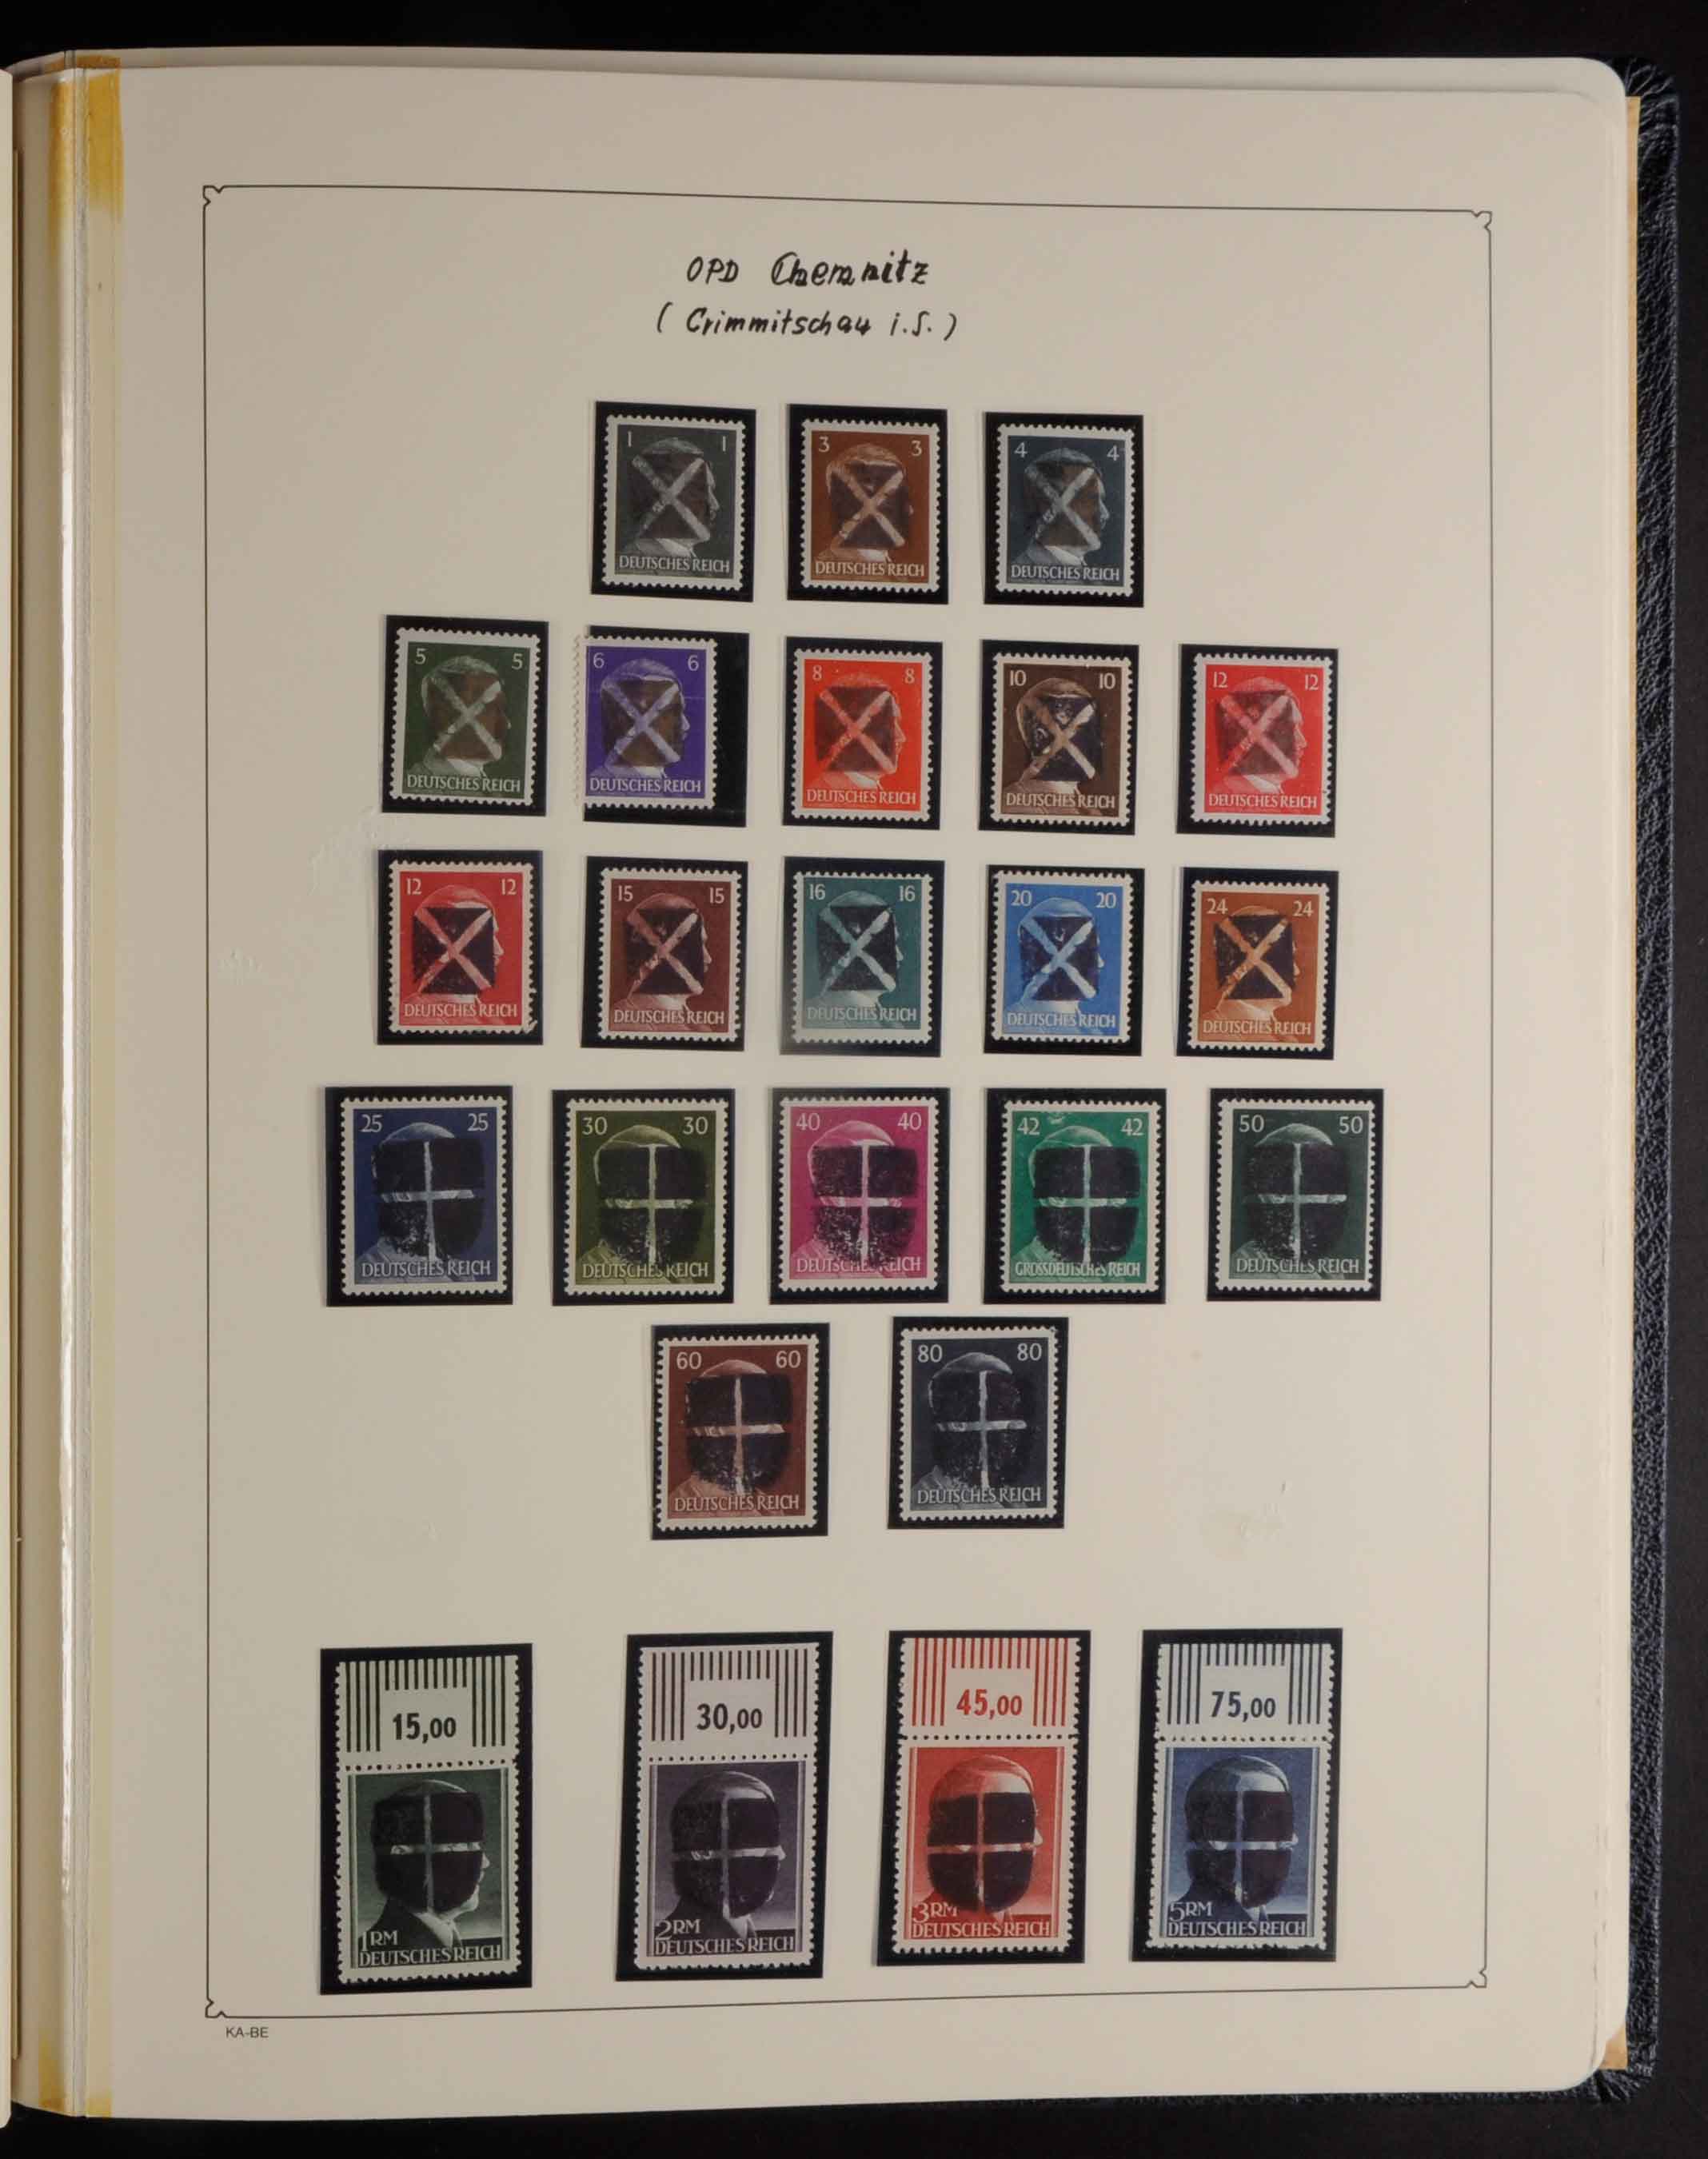 OPD Chemnitz
( Crimmitschau i.S. )
1 1
DEUTSCHES REICH
3 3
DEUTSCHES REICH
4 4
DEUTSCHES REICH
5 5
DEUTSCHES REICH
6 6
DEUTSCHES REICH
8 8
DEUTSCHES REICH
10 10
DEUTSCHES REICH
12 12
DEUTSCHES REICH
12 12
DEUTSCHES REICH
15 15
DEUTSCHES REICH
16 16
DEUTSCHES REICH
20 20
DEUTSCHES REICH
24 24
DEUTSCHES REICH
25 25
DEUTSCHES REICH
30 30
DEUTSCHES REICH
40 40
DEUTSCHES REICH
42 42
GROSSDEUTSCHES REICH
50 50
DEUTSCHES REICH
60 60
DEUTSCHES REICH
80 80
DEUTSCHES REICH
15,00
1RM
DEUTSCHES REICH
30,00
2RM
DEUTSCHES REICH
45,00
3RM
DEUTSCHES REICH
75,00
5RM
DEUTSCHES REICH
KA-BE